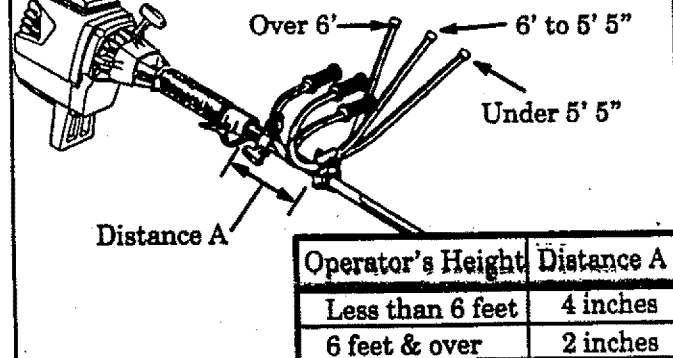 Over 6'
6' to 5' 5"
Under 5' 5"
Distance A
Operator's Height Distance A
Less than 6 feet 4 inches
6 feet & over 2 inches